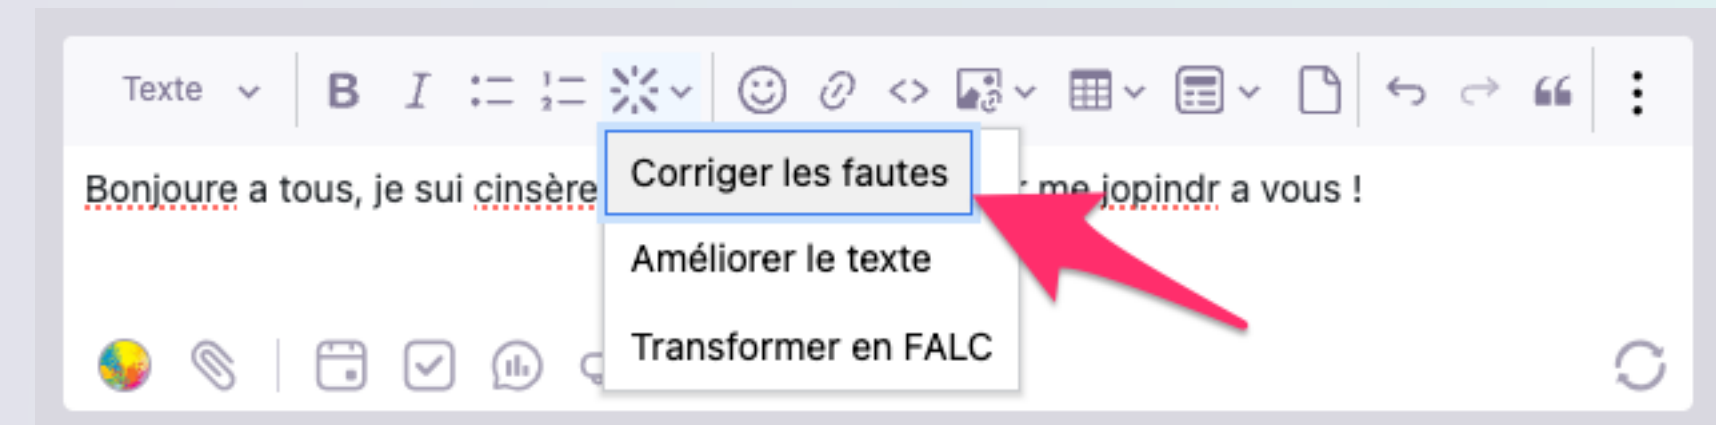 Texte
Corriger les fautes
Bonjoure a tous, je sui cinsère me jopindr a vous !
Améliorer le texte
Transformer en FALC